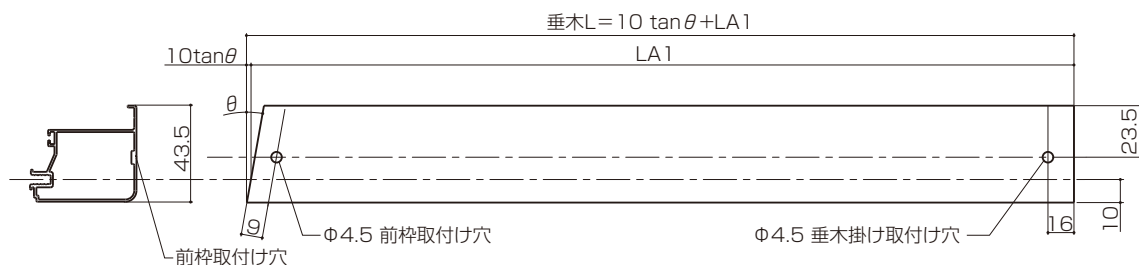 垂木L=10 tanθ+LA1
10tanθ
LA1
θ
43.5
23.5
9
Φ4.5 前枠取付け穴
Φ4.5 垂木掛け取付け穴
16
10
前枠取付け穴